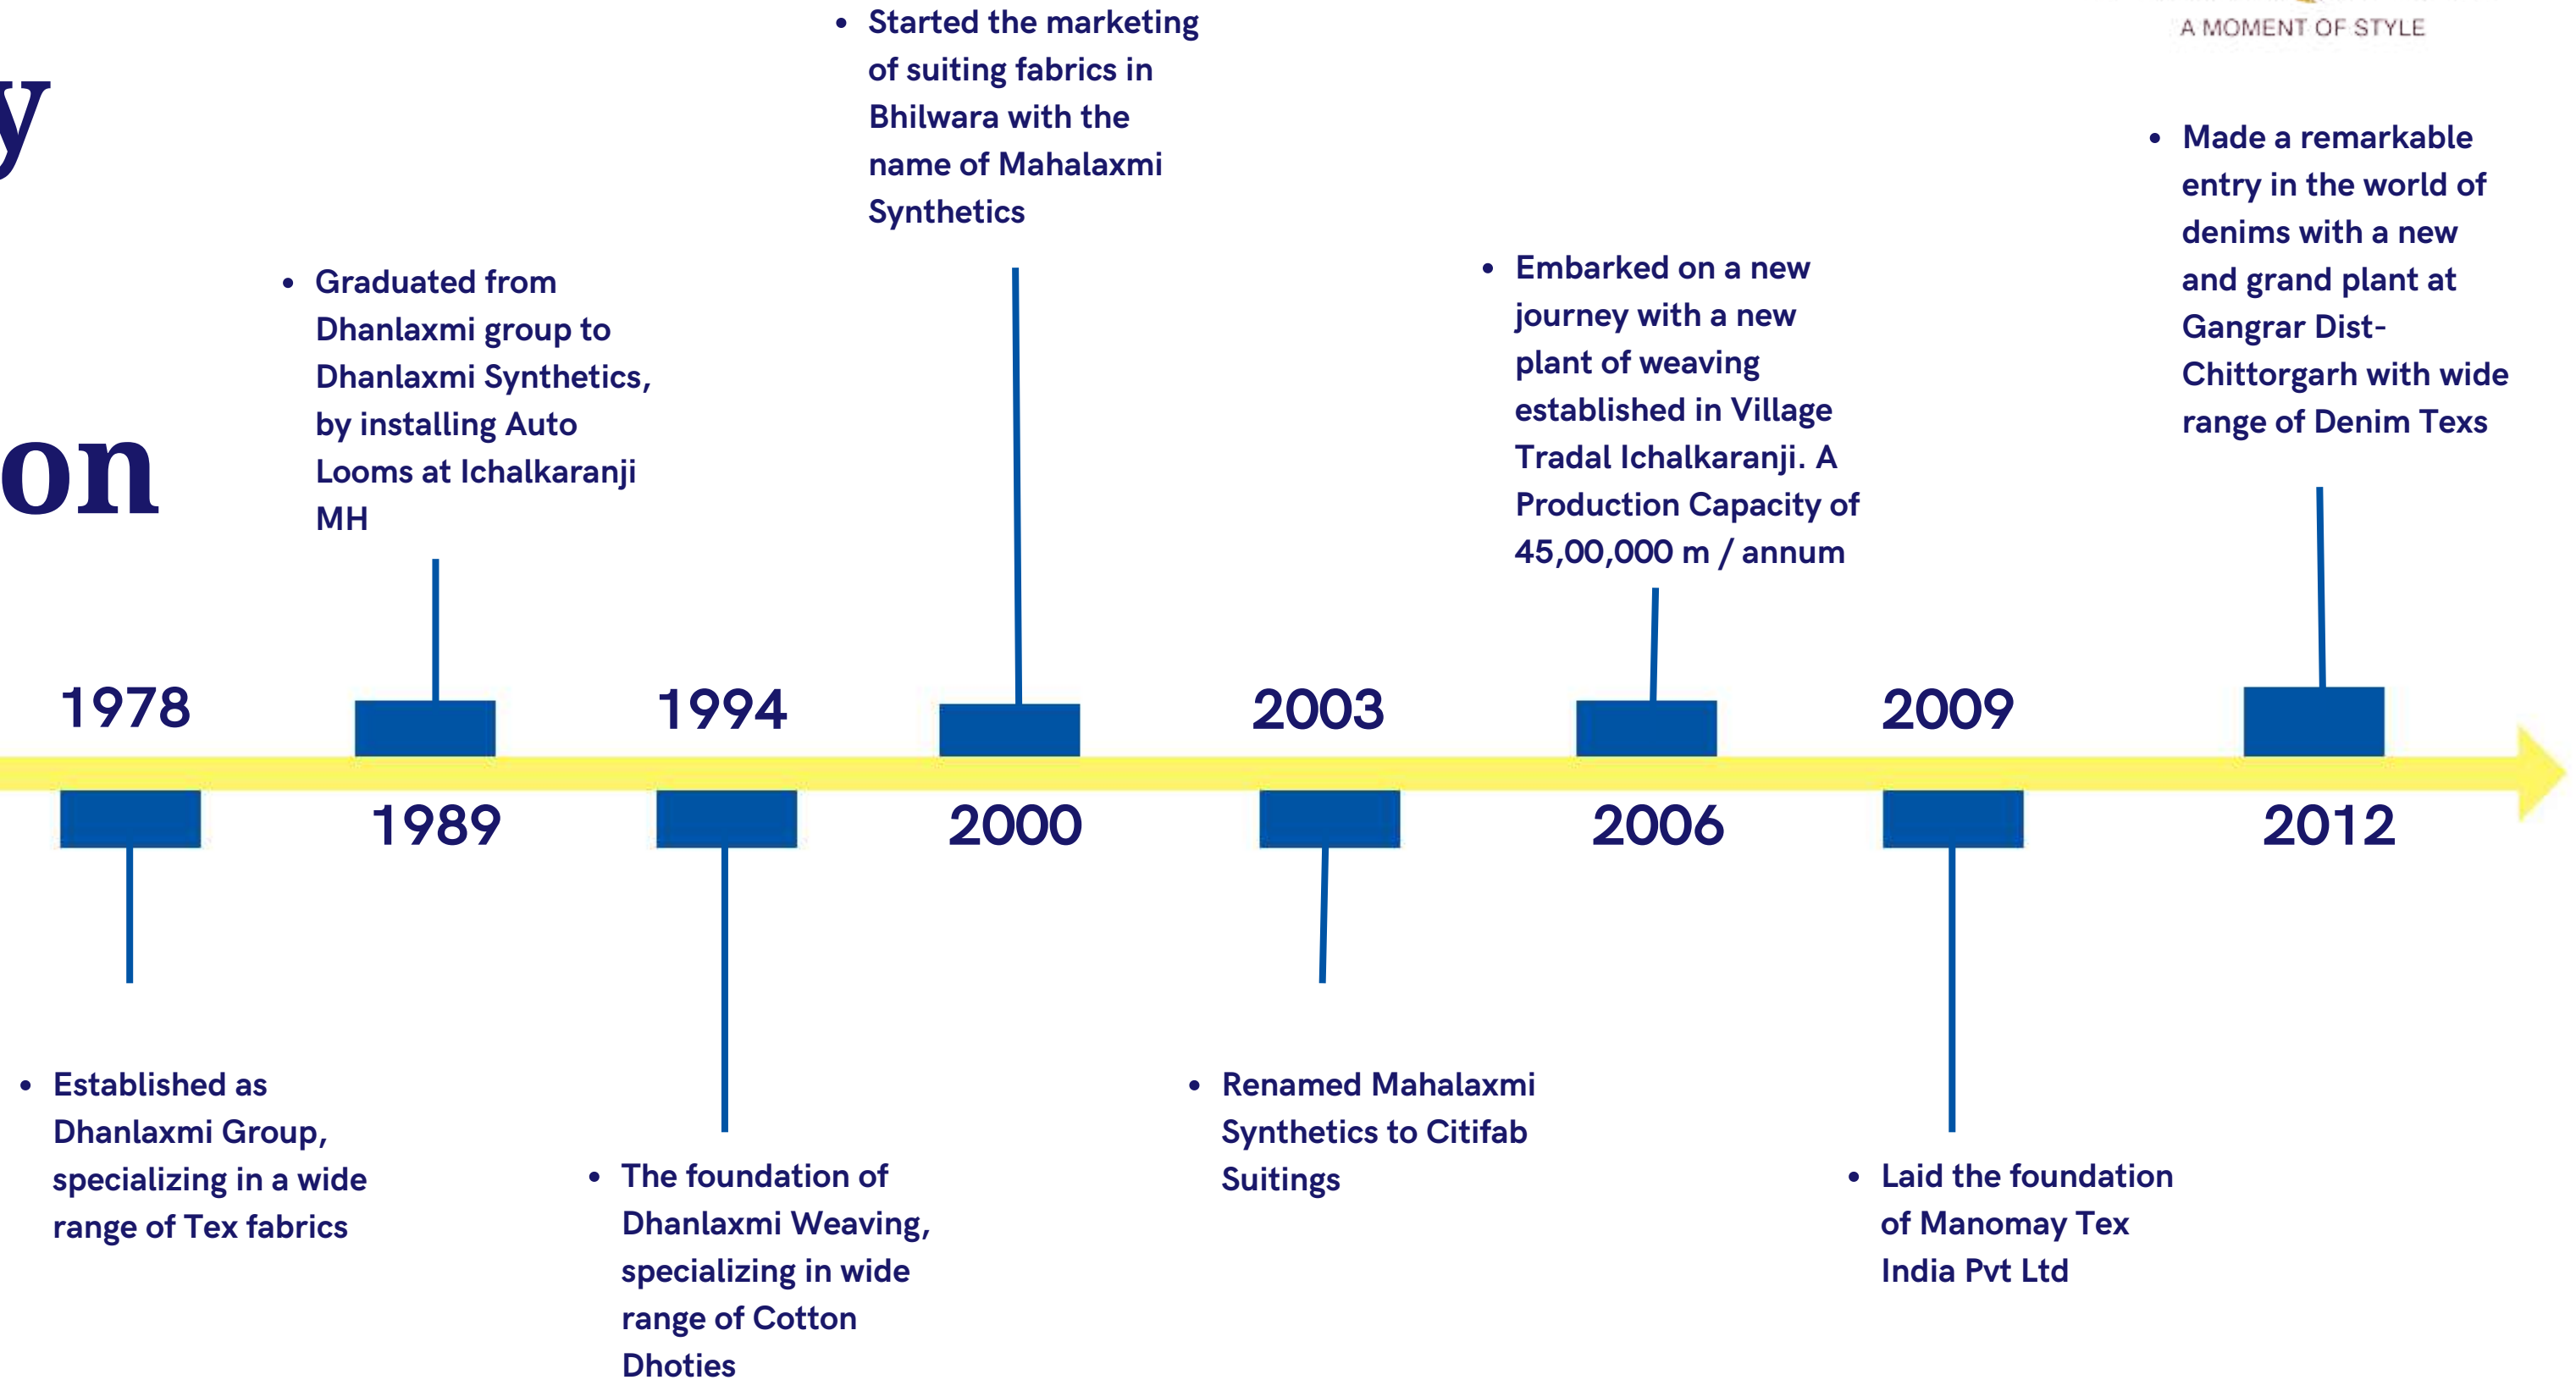 A MOMENT OF STYLE
y
on
• Started the marketing
of suiting fabrics in
Bhilwara with the
name of Mahalaxmi
Synthetics
• Made a remarkable
entry in the world of
denims with a new
and grand plant at
Gangrar Dist-
Chittorgarh with wide
range of Denim Texs
• Graduated from
Dhanlaxmi group to
Dhanlaxmi Synthetics,
by installing Auto
Looms at Ichalkaranji
MH
• Embarked on a new
journey with a new
plant of weaving
established in Village
Tradal Ichalkaranji. A
Production Capacity of
45,00,000 m / annum
1978
1994
2003
2009
1989
2000
2006
2012
• Established as
Dhanlaxmi Group,
specializing in a wide
range of Tex fabrics
• The foundation of
Dhanlaxmi Weaving,
specializing in wide
range of Cotton
Dhoties
• Renamed Mahalaxmi
Synthetics to Citifab
Suitings
• Laid the foundation
of Manomay Tex
India Pvt Ltd